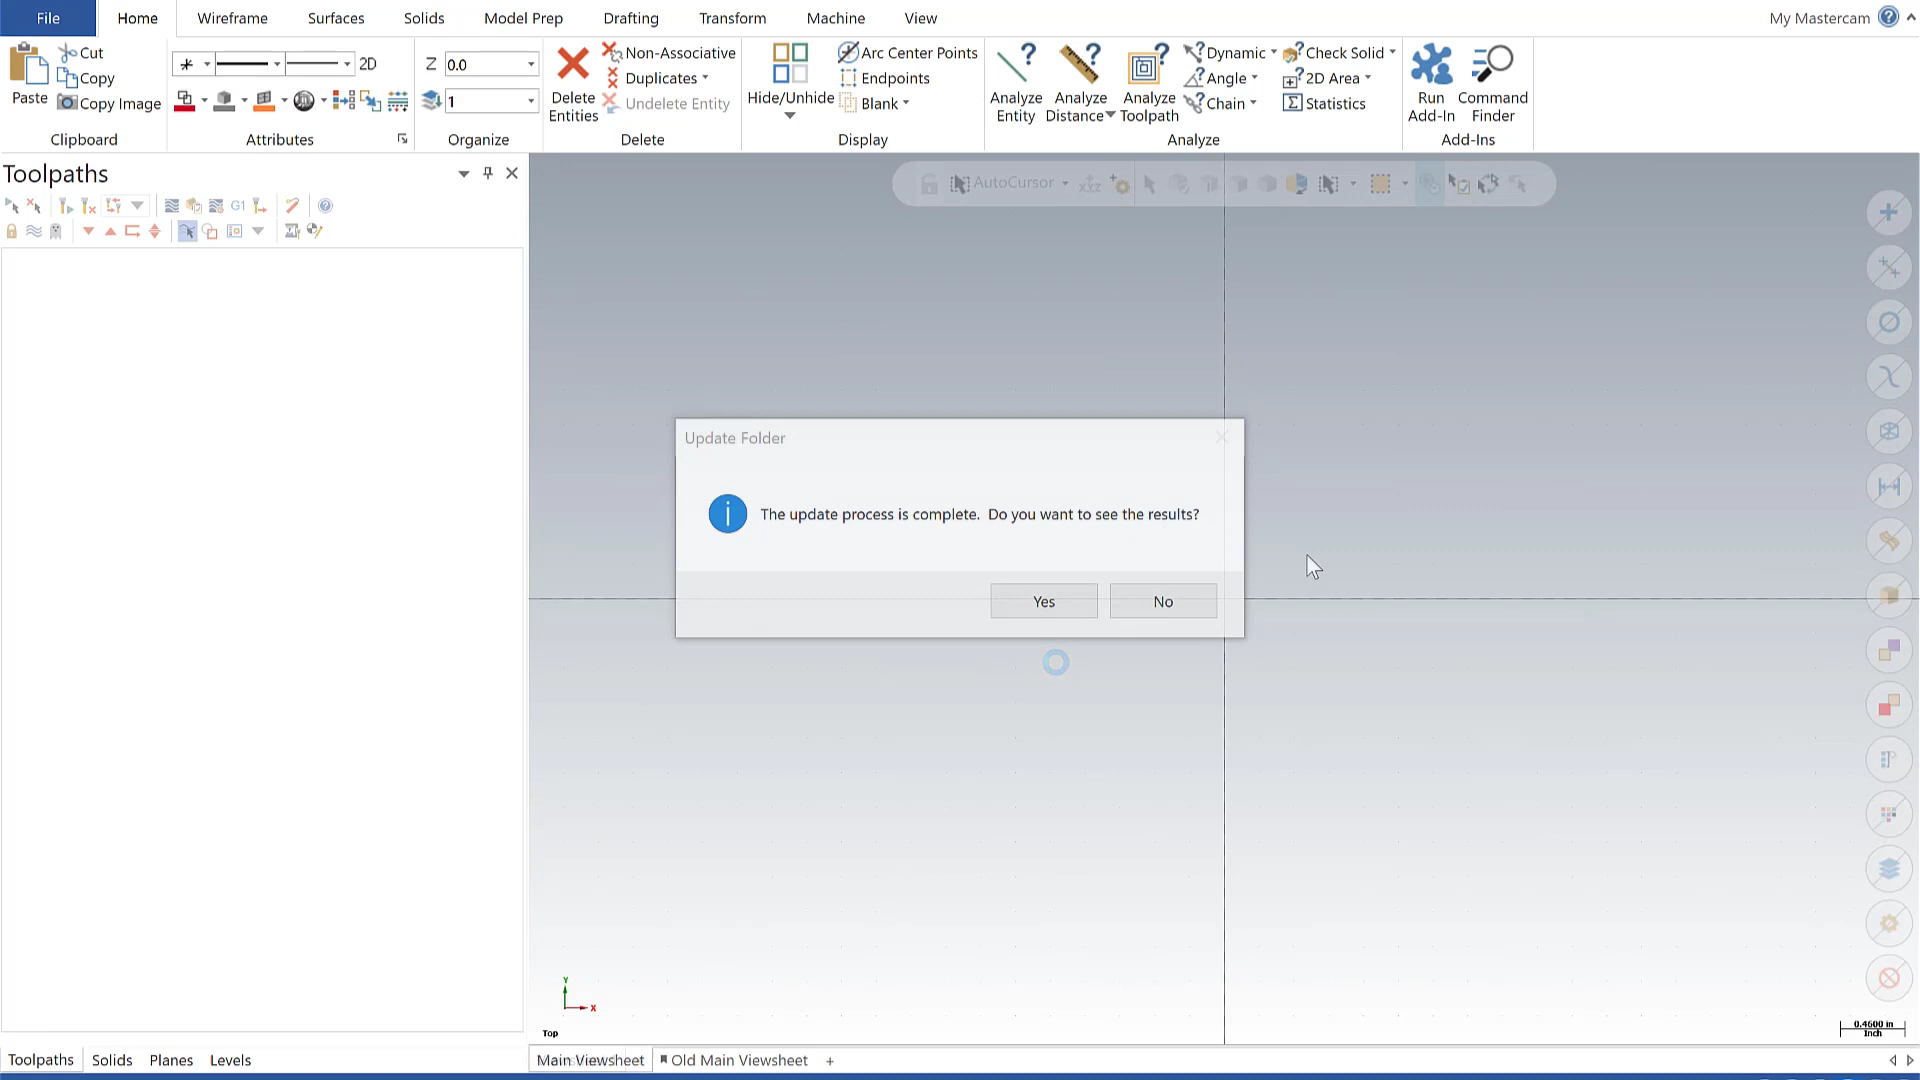 File Home Wireframe Surfaces Solids Model Prep Drafting Transform Machine View My Mastercam
Paste
Cut
Copy
Copy Image
Clipboard
2D
Attributes
Z 0.0
1
Organize
Delete
Entities
Non-Associative
Duplicates
Undelete Entity
Delete
Hide/Unhide
Arc Center Points
Endpoints
Blank
Display
Analyze
Entity
Analyze
Distance
Analyze
Toolpath
Dynamic
Angle
Chain
Check Solid
2D Area
Statistics
Analyze
Run
Add-In
Command
Finder
Add-Ins
Toolpaths
G1
AutoCursor
xyz
Update Folder
The update process is complete. Do you want to see the results?
Yes No
Y
X
Top
0.4600 in
Inch
Toolpaths Solids Planes Levels
Main Viewsheet Old Main Viewsheet +